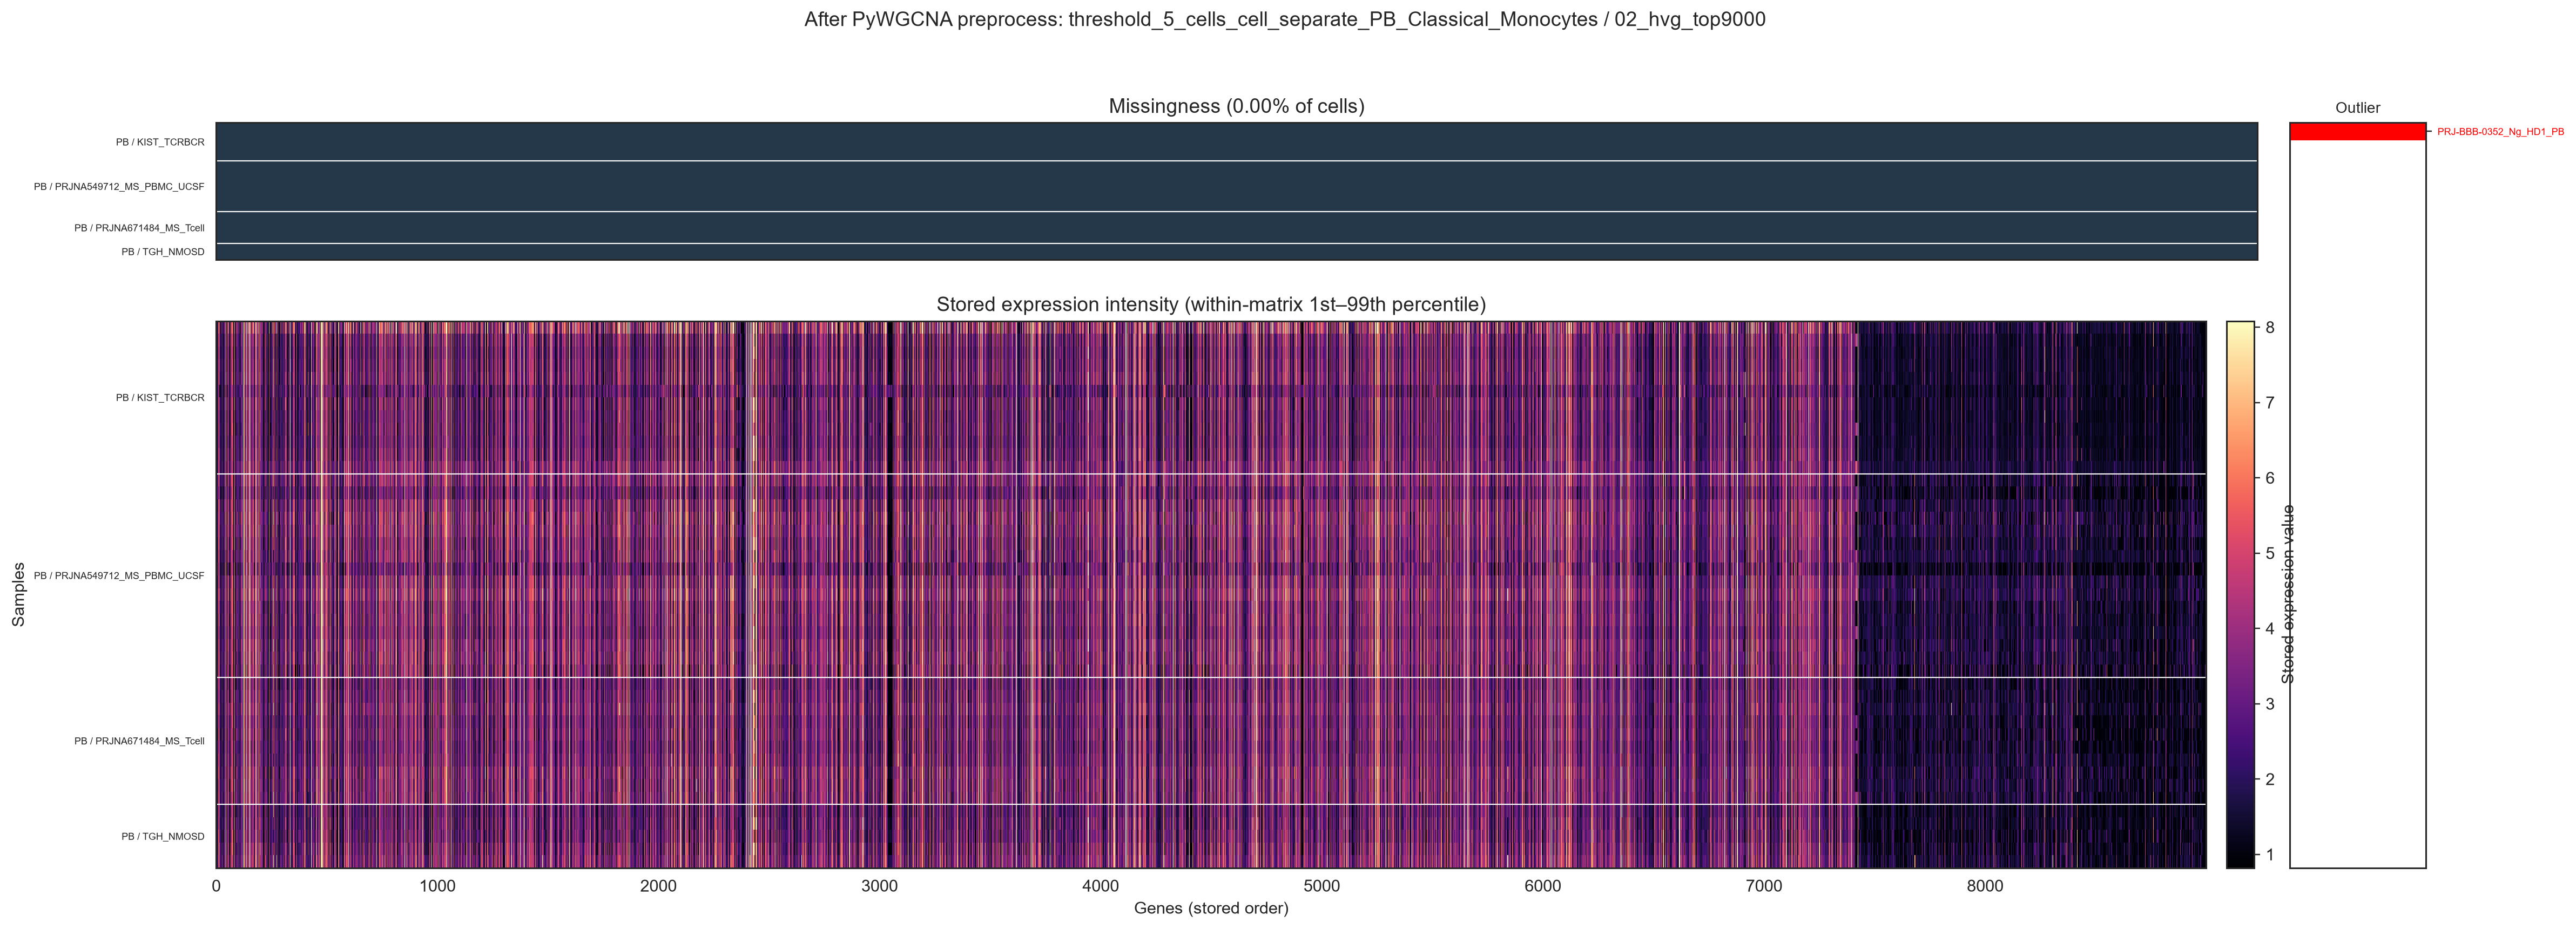 After PyWGCNA preprocess: threshold_5_cells_cell_separate_PB_Classical_Monocytes / 02_hvg_top9000
Missingness (0.00% of cells)
Outlier
PB / KIST_TCRBCR
PB / PRJNA549712_MS_PBMC_UCSF
PB / PRJNA671484_MS_Tcell
PB / TGH_NMOSD
PRJ-BBB-0352_Ng_HD1_PB
Stored expression intensity (within-matrix 1st–99th percentile)
Samples
PB / KIST_TCRBCR
PB / PRJNA549712_MS_PBMC_UCSF
PB / PRJNA671484_MS_Tcell
PB / TGH_NMOSD
0 1000 2000 3000 4000 5000 6000 7000 8000
Genes (stored order)
8
7
6
5
4
3
2
1
Stored expression value